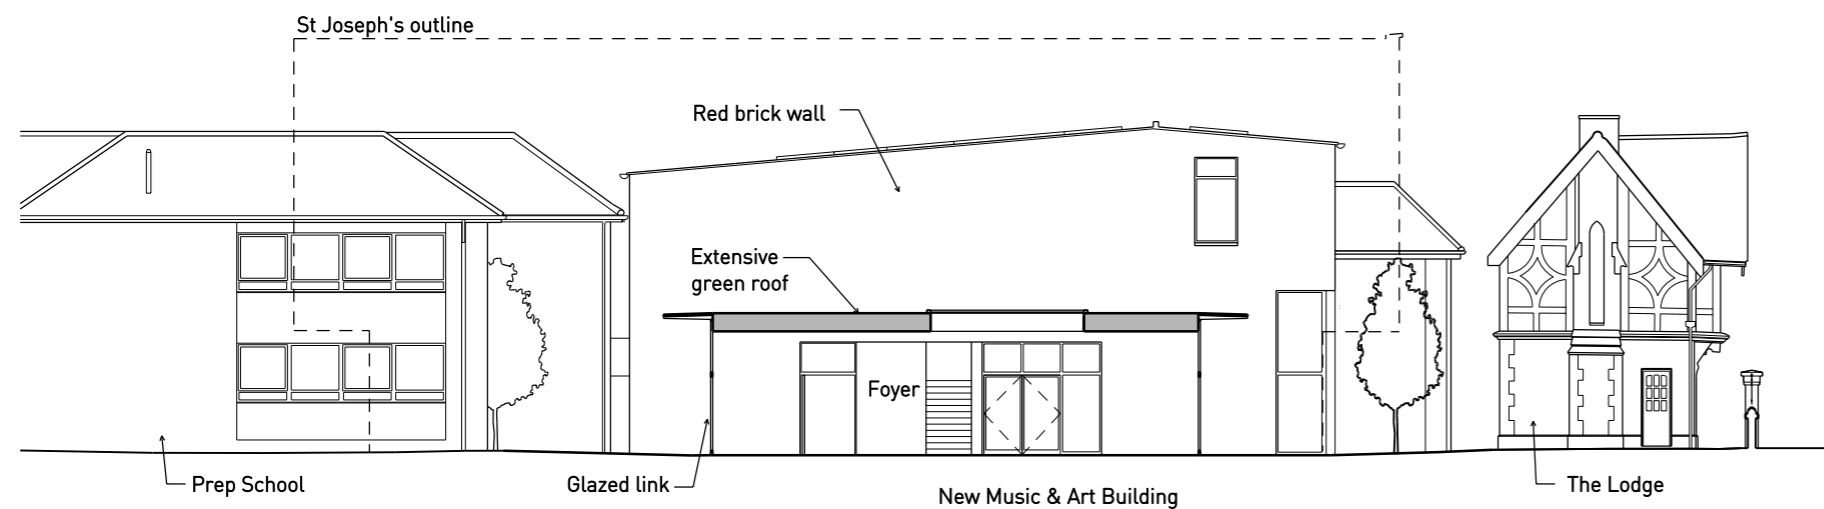 St Joseph's outline
Red brick wall
Extensive
green roof
Foyer
Prep School
Glazed link
New Music & Art Building
The Lodge